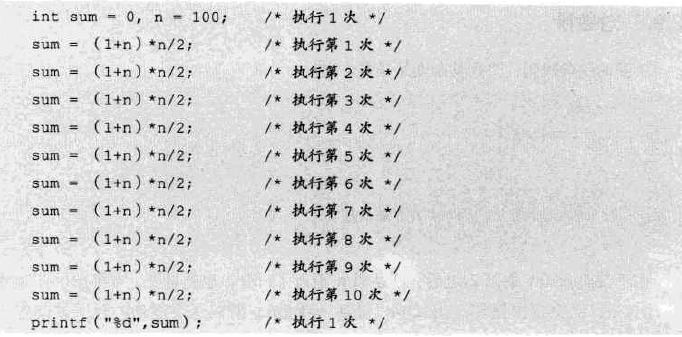 int sum = 0, n = 100; /* 执行1次 */
sum = (1+n)*n/2; /* 执行第1次 */
sum = (1+n)*n/2; /* 执行第2次 */
sum = (1+n)*n/2; /* 执行第3次 */
sum = (1+n)*n/2; /* 执行第4次 */
sum = (1+n)*n/2; /* 执行第5次 */
sum = (1+n)*n/2; /* 执行第6次 */
sum = (1+n)*n/2; /* 执行第7次 */
sum = (1+n)*n/2; /* 执行第8次 */
sum = (1+n)*n/2; /* 执行第9次 */
sum = (1+n)*n/2; /* 执行第10次 */
printf("%d",sum); /* 执行1次 */